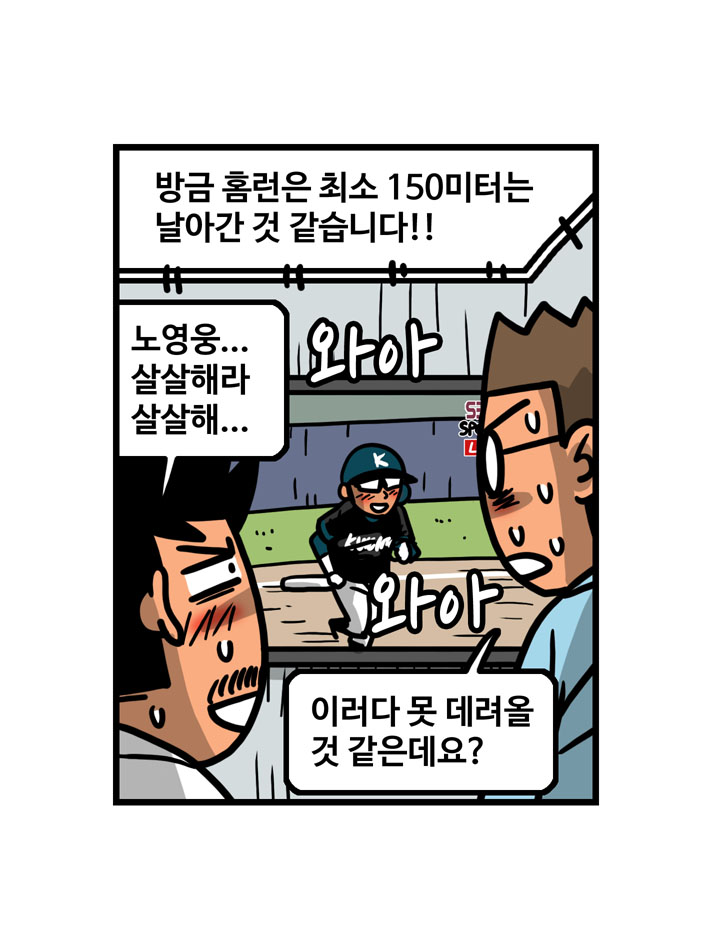 방금 홈런은 최소 150미터는
날아간 것 같습니다!!
노영웅...
살살해라
살살해...
와아
K
와아
이러다 못 데려올
것 같은데요?